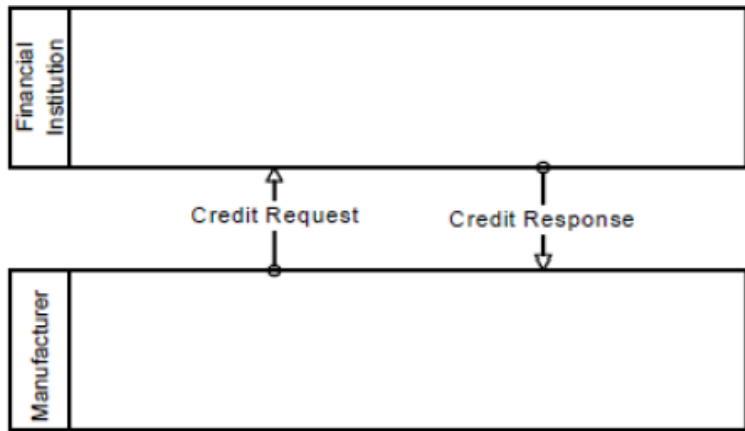 Financial
Institution
Credit Request
Credit Response
Manufacturer